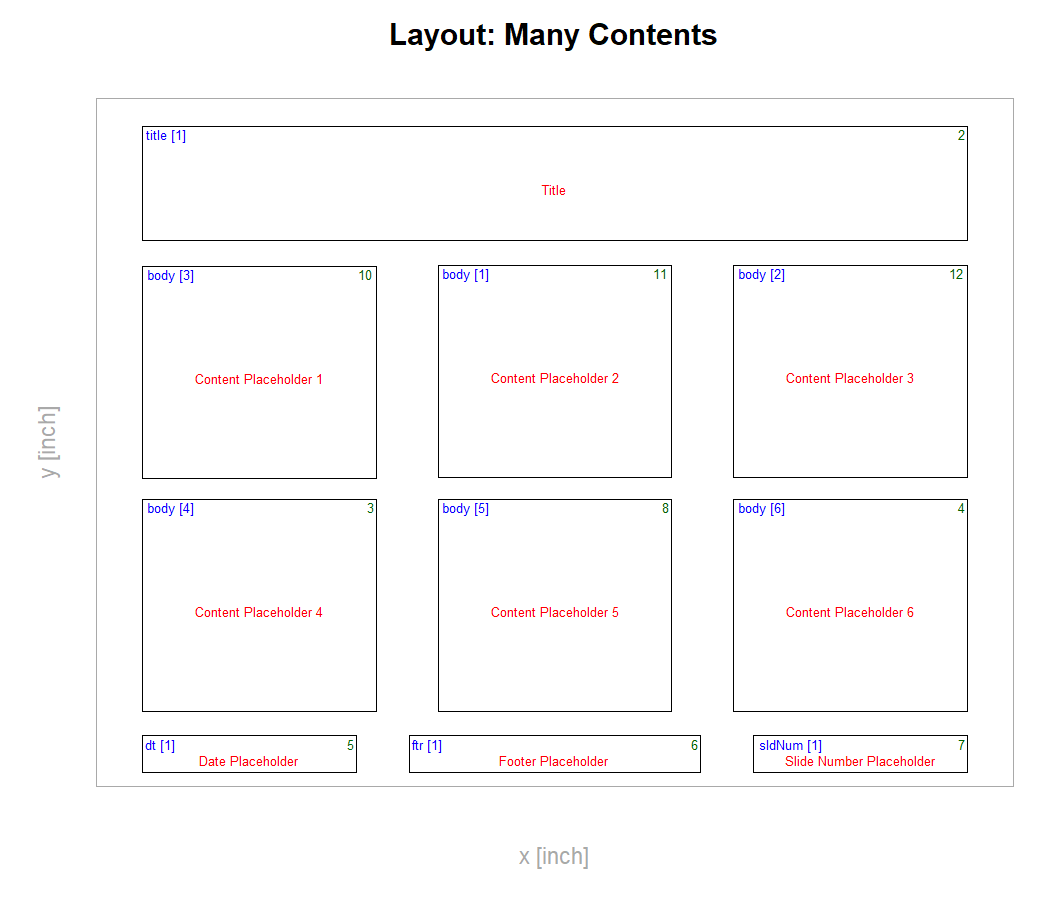 Layout: Many Contents
title [1] 2
Title
body [3] 10 body [1] 11 body [2] 12
Content Placeholder 1 Content Placeholder 2 Content Placeholder 3
y [inch]
body [4] 3 body [5] 8 body [6] 4
Content Placeholder 4 Content Placeholder 5 Content Placeholder 6
dt [1] 5 ftr [1] 6 sldNum [1] 7
Date Placeholder Footer Placeholder Slide Number Placeholder
x [inch]